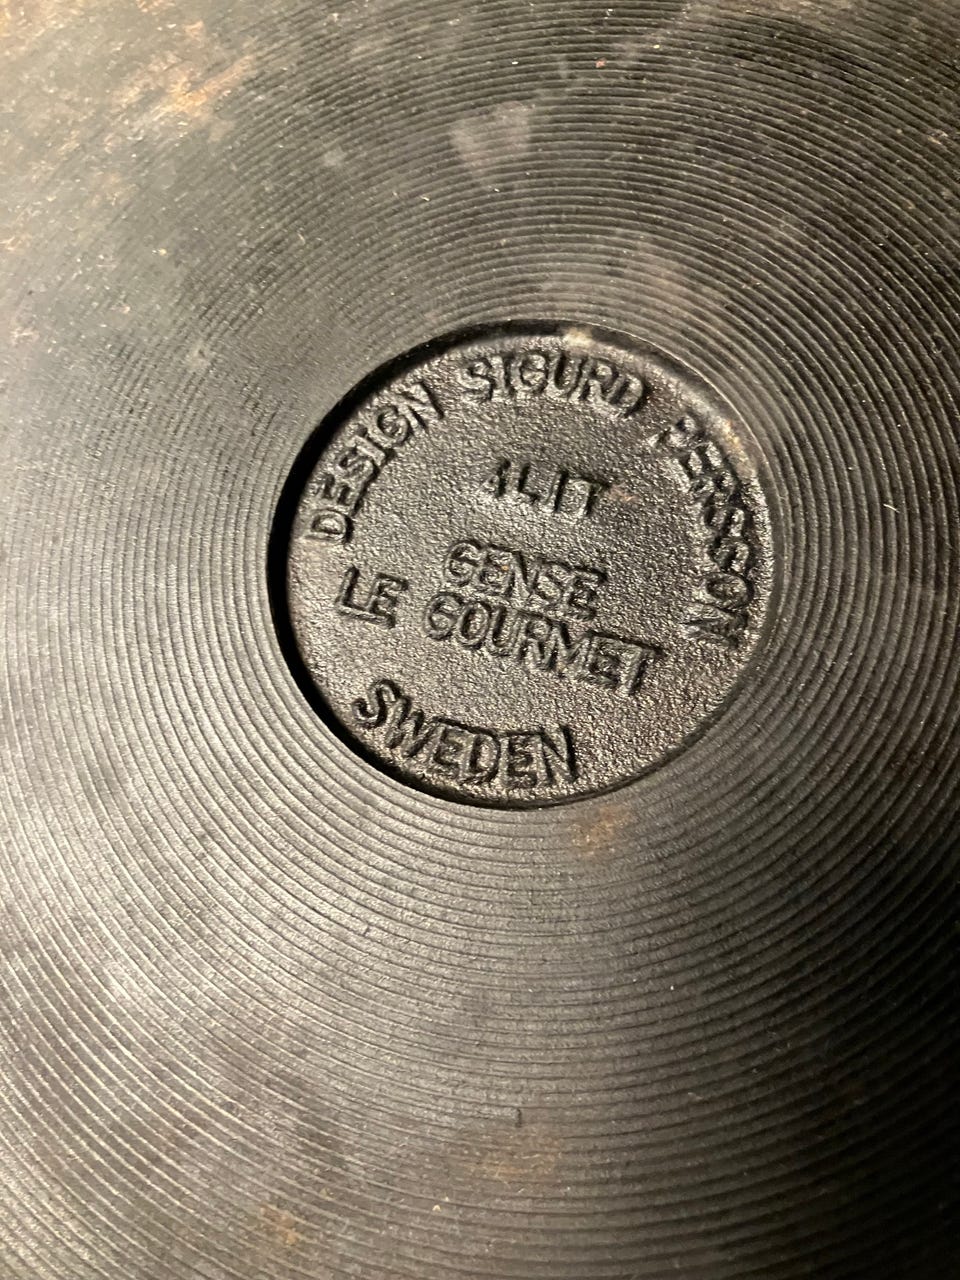 DESIGN SIGURD PERSSON
4LIT
GENSE
LE GOURMET
SWEDEN